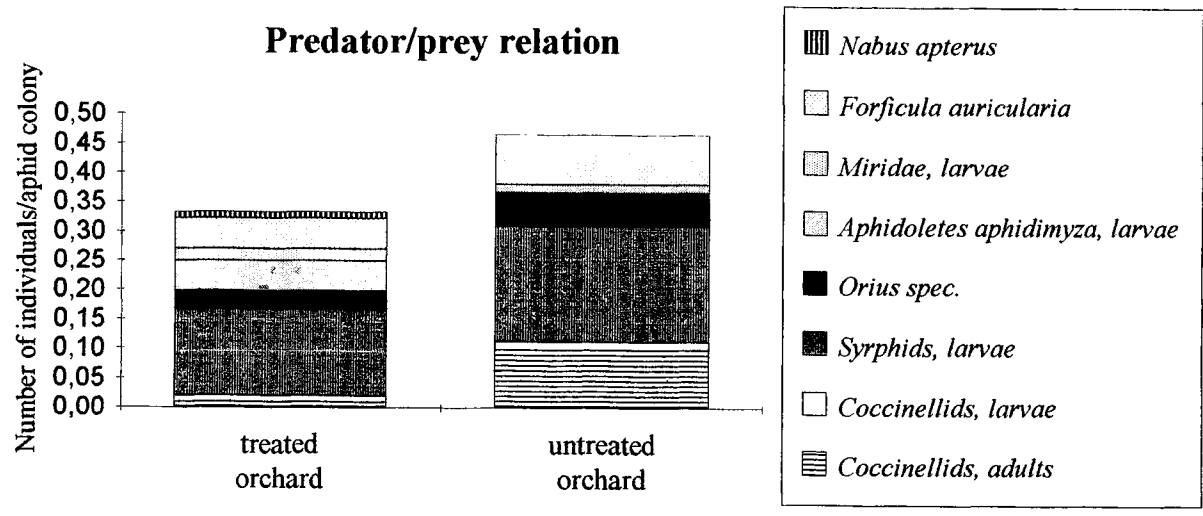 Predator/prey relation
Number of individuals/aphid colony
0,50
0,45
0,40
0,35
0,30
0,25
0,20
0,15
0,10
0,05
0,00
treated
orchard
untreated
orchard
Nabus apterus
Forficula auricularia
Miridae, larvae
Aphidoletes aphidimyza, larvae
Orius spec.
Syrphids, larvae
Coccinellids, larvae
Coccinellids, adults